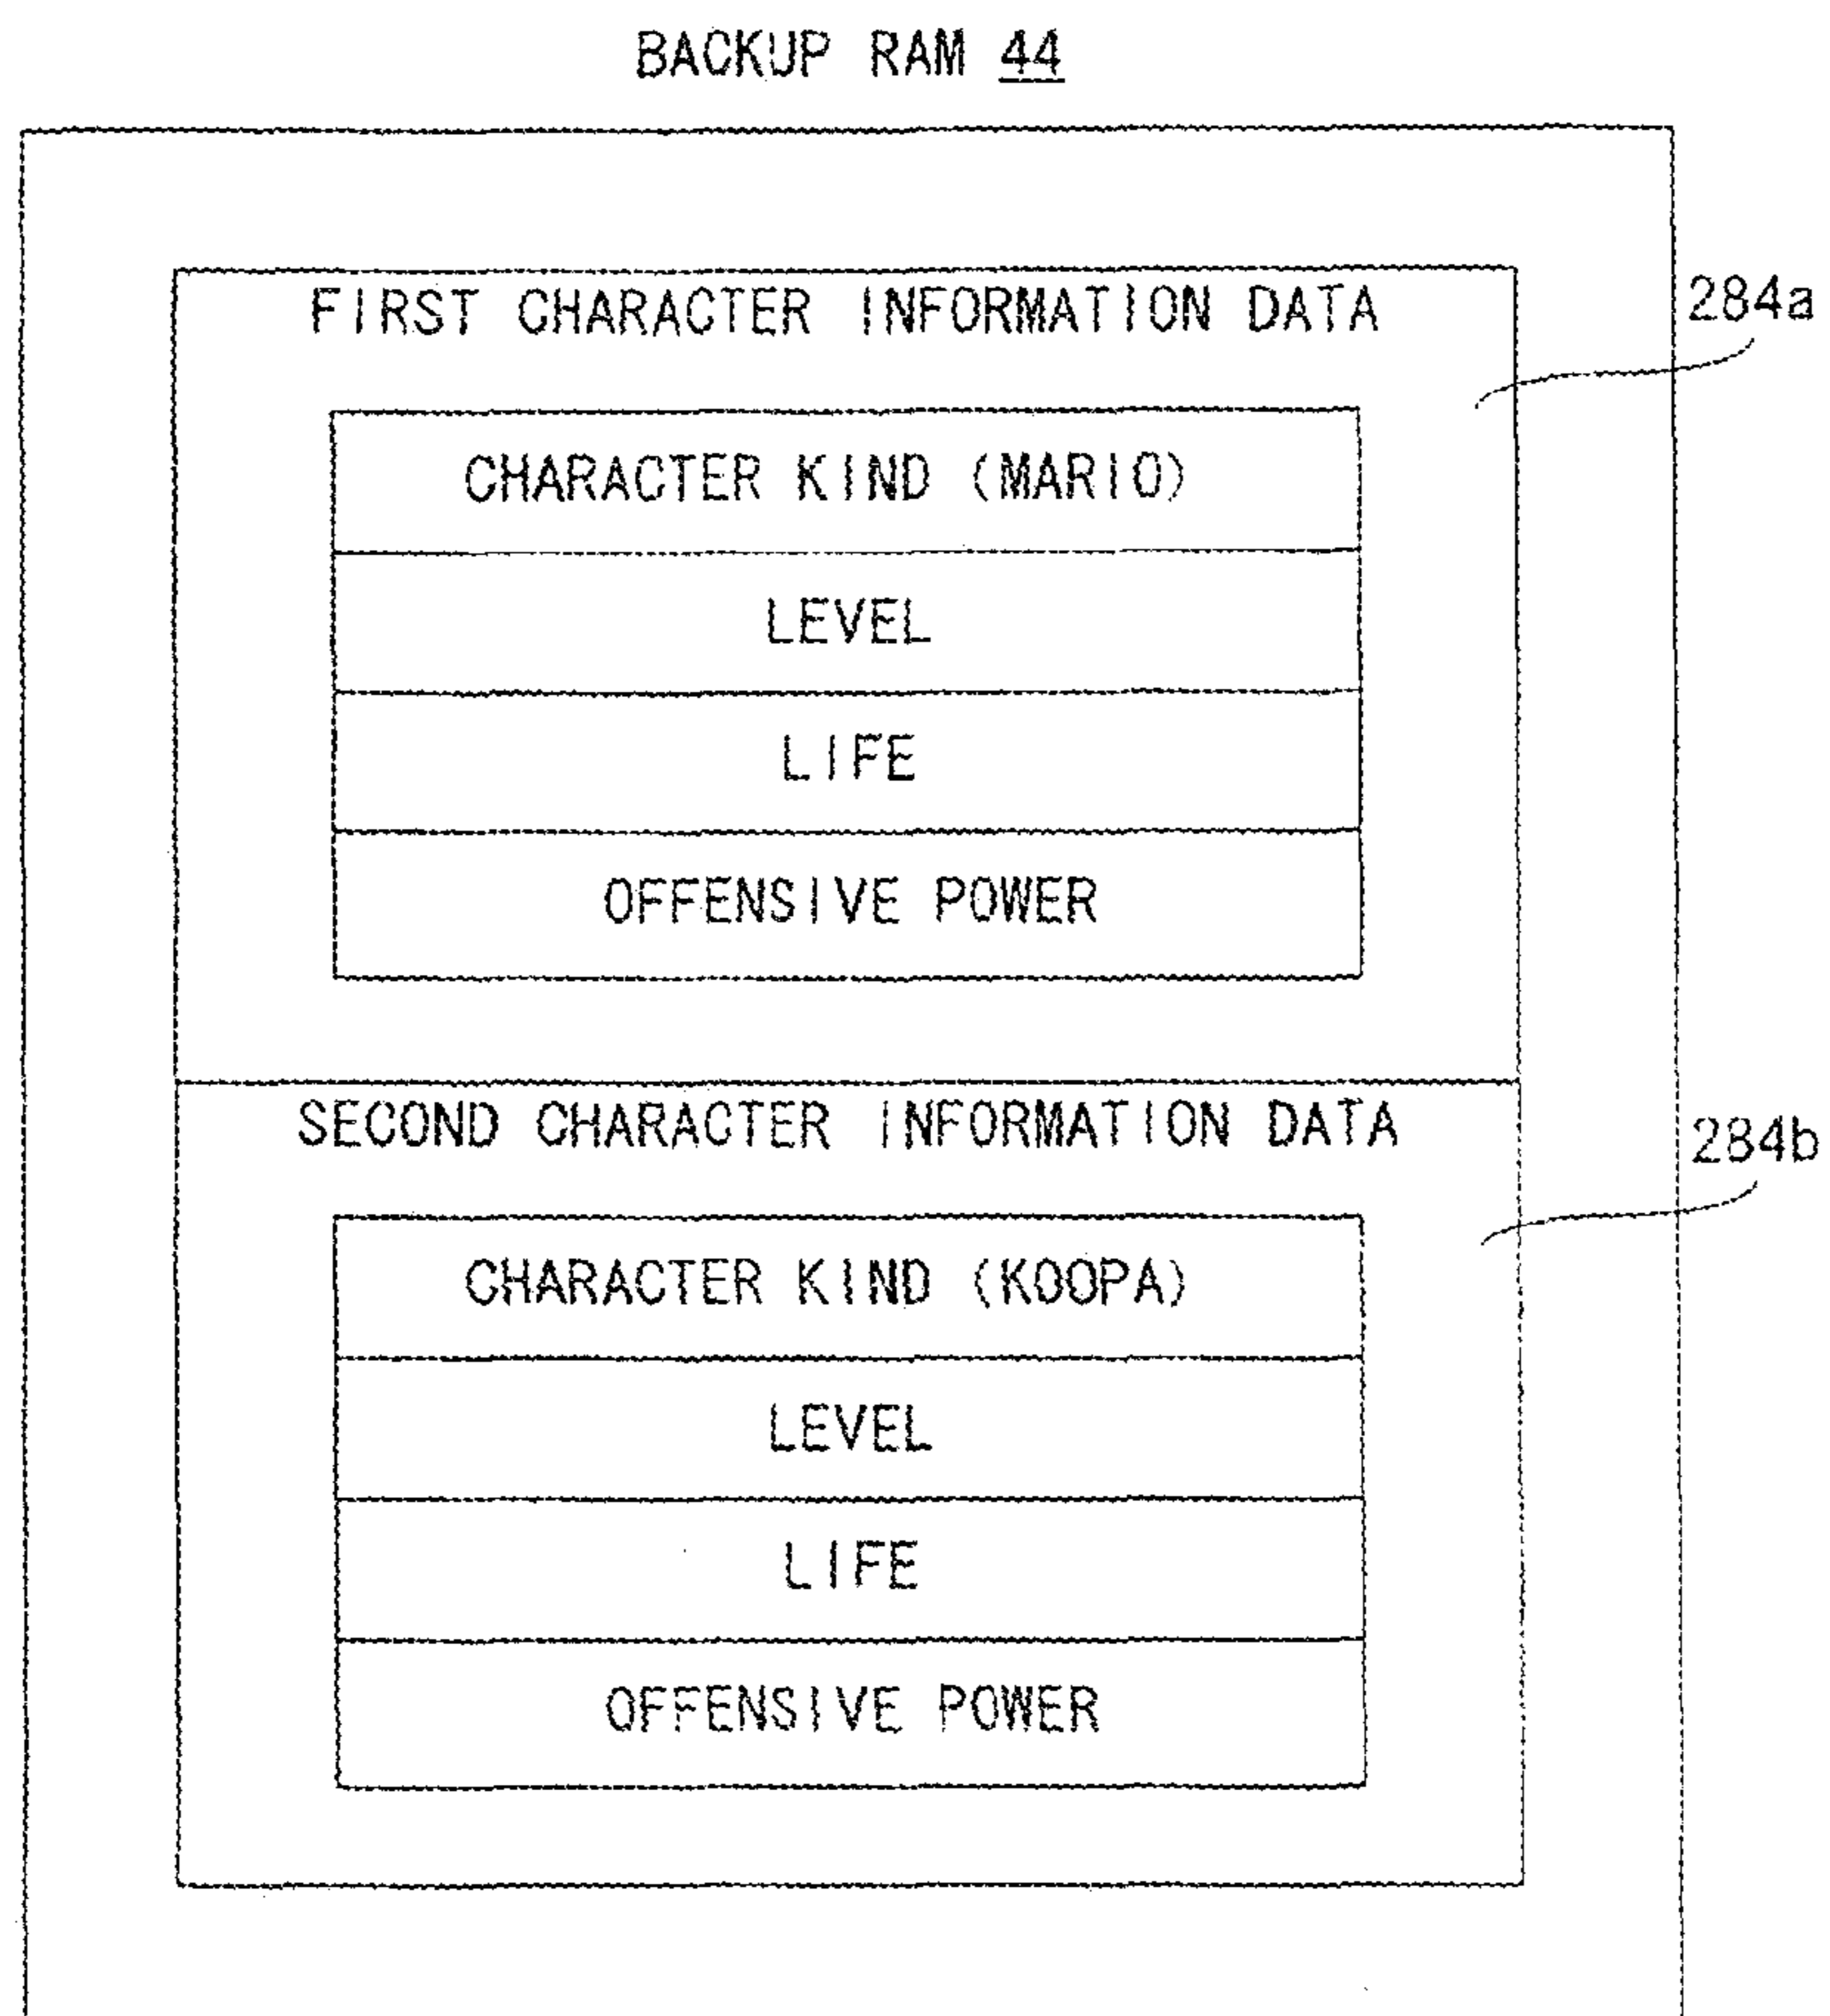 BACKUP RAM 44
FIRST CHARACTER INFORMATION DATA
284a
CHARACTER KIND (MARIO)
LEVEL
LIFE
OFFENSIVE POWER
SECOND CHARACTER INFORMATION DATA
284b
CHARACTER KIND (KOOPA)
LEVEL
LIFE
OFFENSIVE POWER